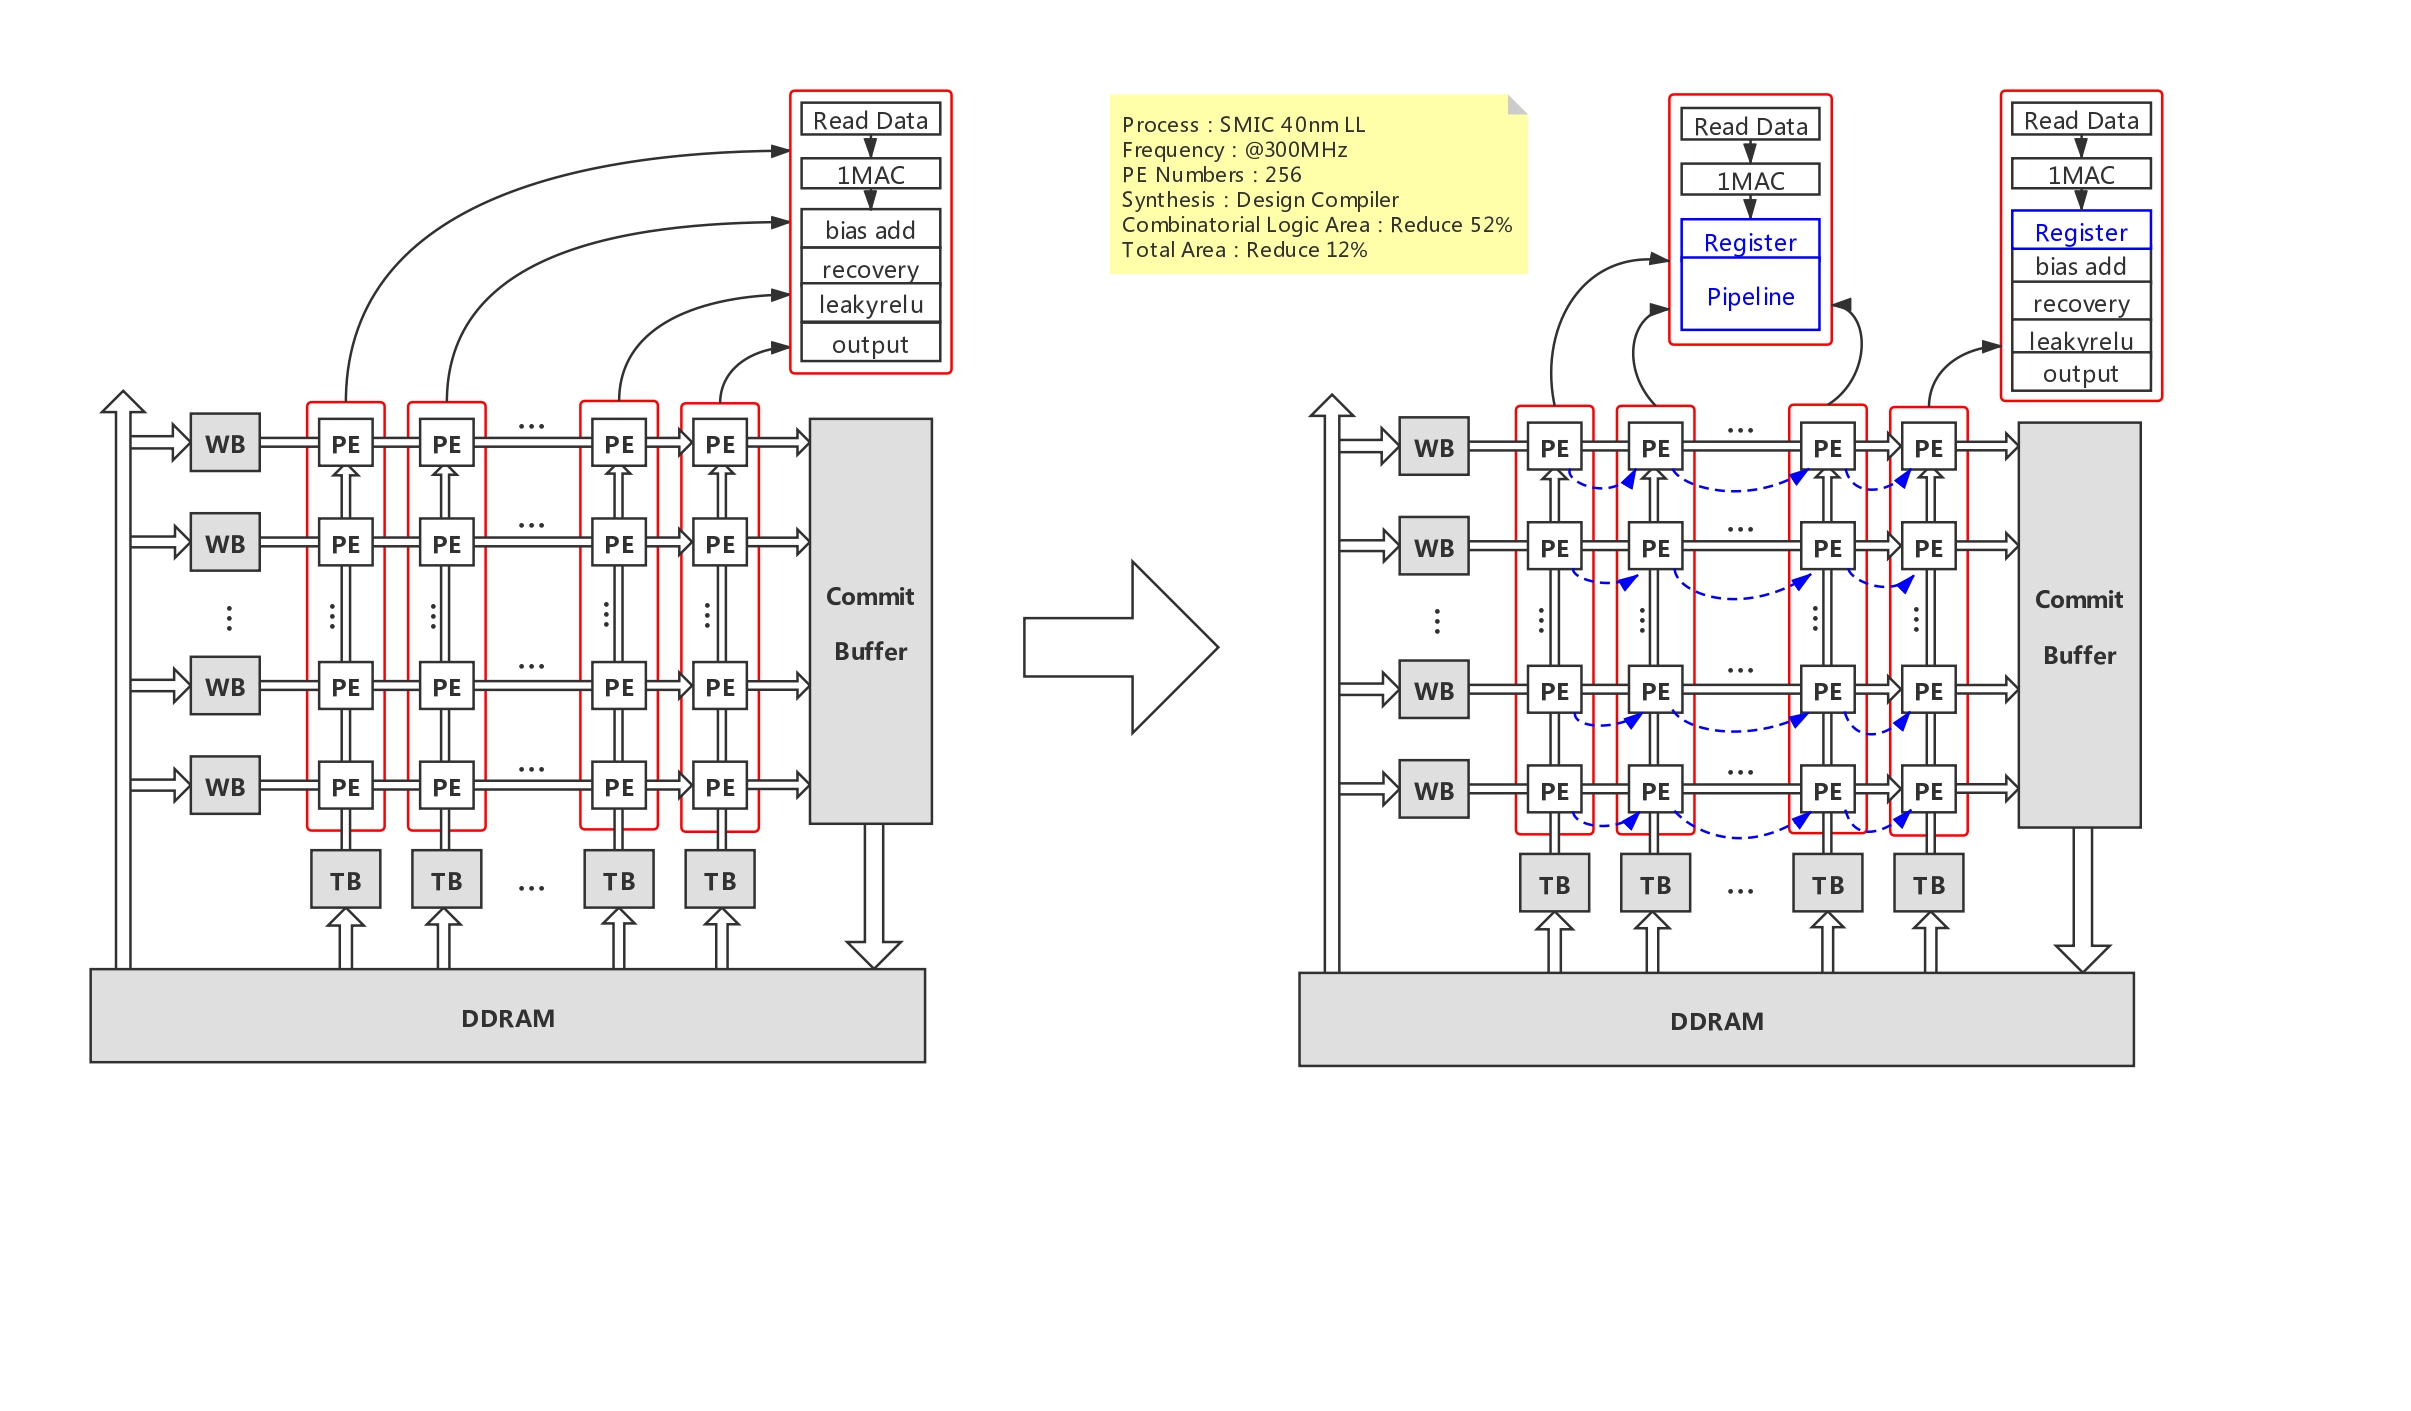 Read Data
1MAC
bias add
recovery
leakyrelu
output
WB PE PE ... PE PE
WB PE PE ... PE PE
Commit
Buffer
WB PE PE ... PE PE
WB PE PE ... PE PE
TB TB ... TB TB
DDRAM
Process : SMIC 40nm LL
Frequency : @300MHz
PE Numbers : 256
Synthesis : Design Compiler
Combinatorial Logic Area : Reduce 52%
Total Area : Reduce 12%
Read Data
1MAC
Register
Pipeline
Read Data
1MAC
Register
bias add
recovery
leakyrelu
output
WB PE PE ... PE PE
WB PE PE ... PE PE
Commit
Buffer
WB PE PE ... PE PE
WB PE PE ... PE PE
TB TB ... TB TB
DDRAM